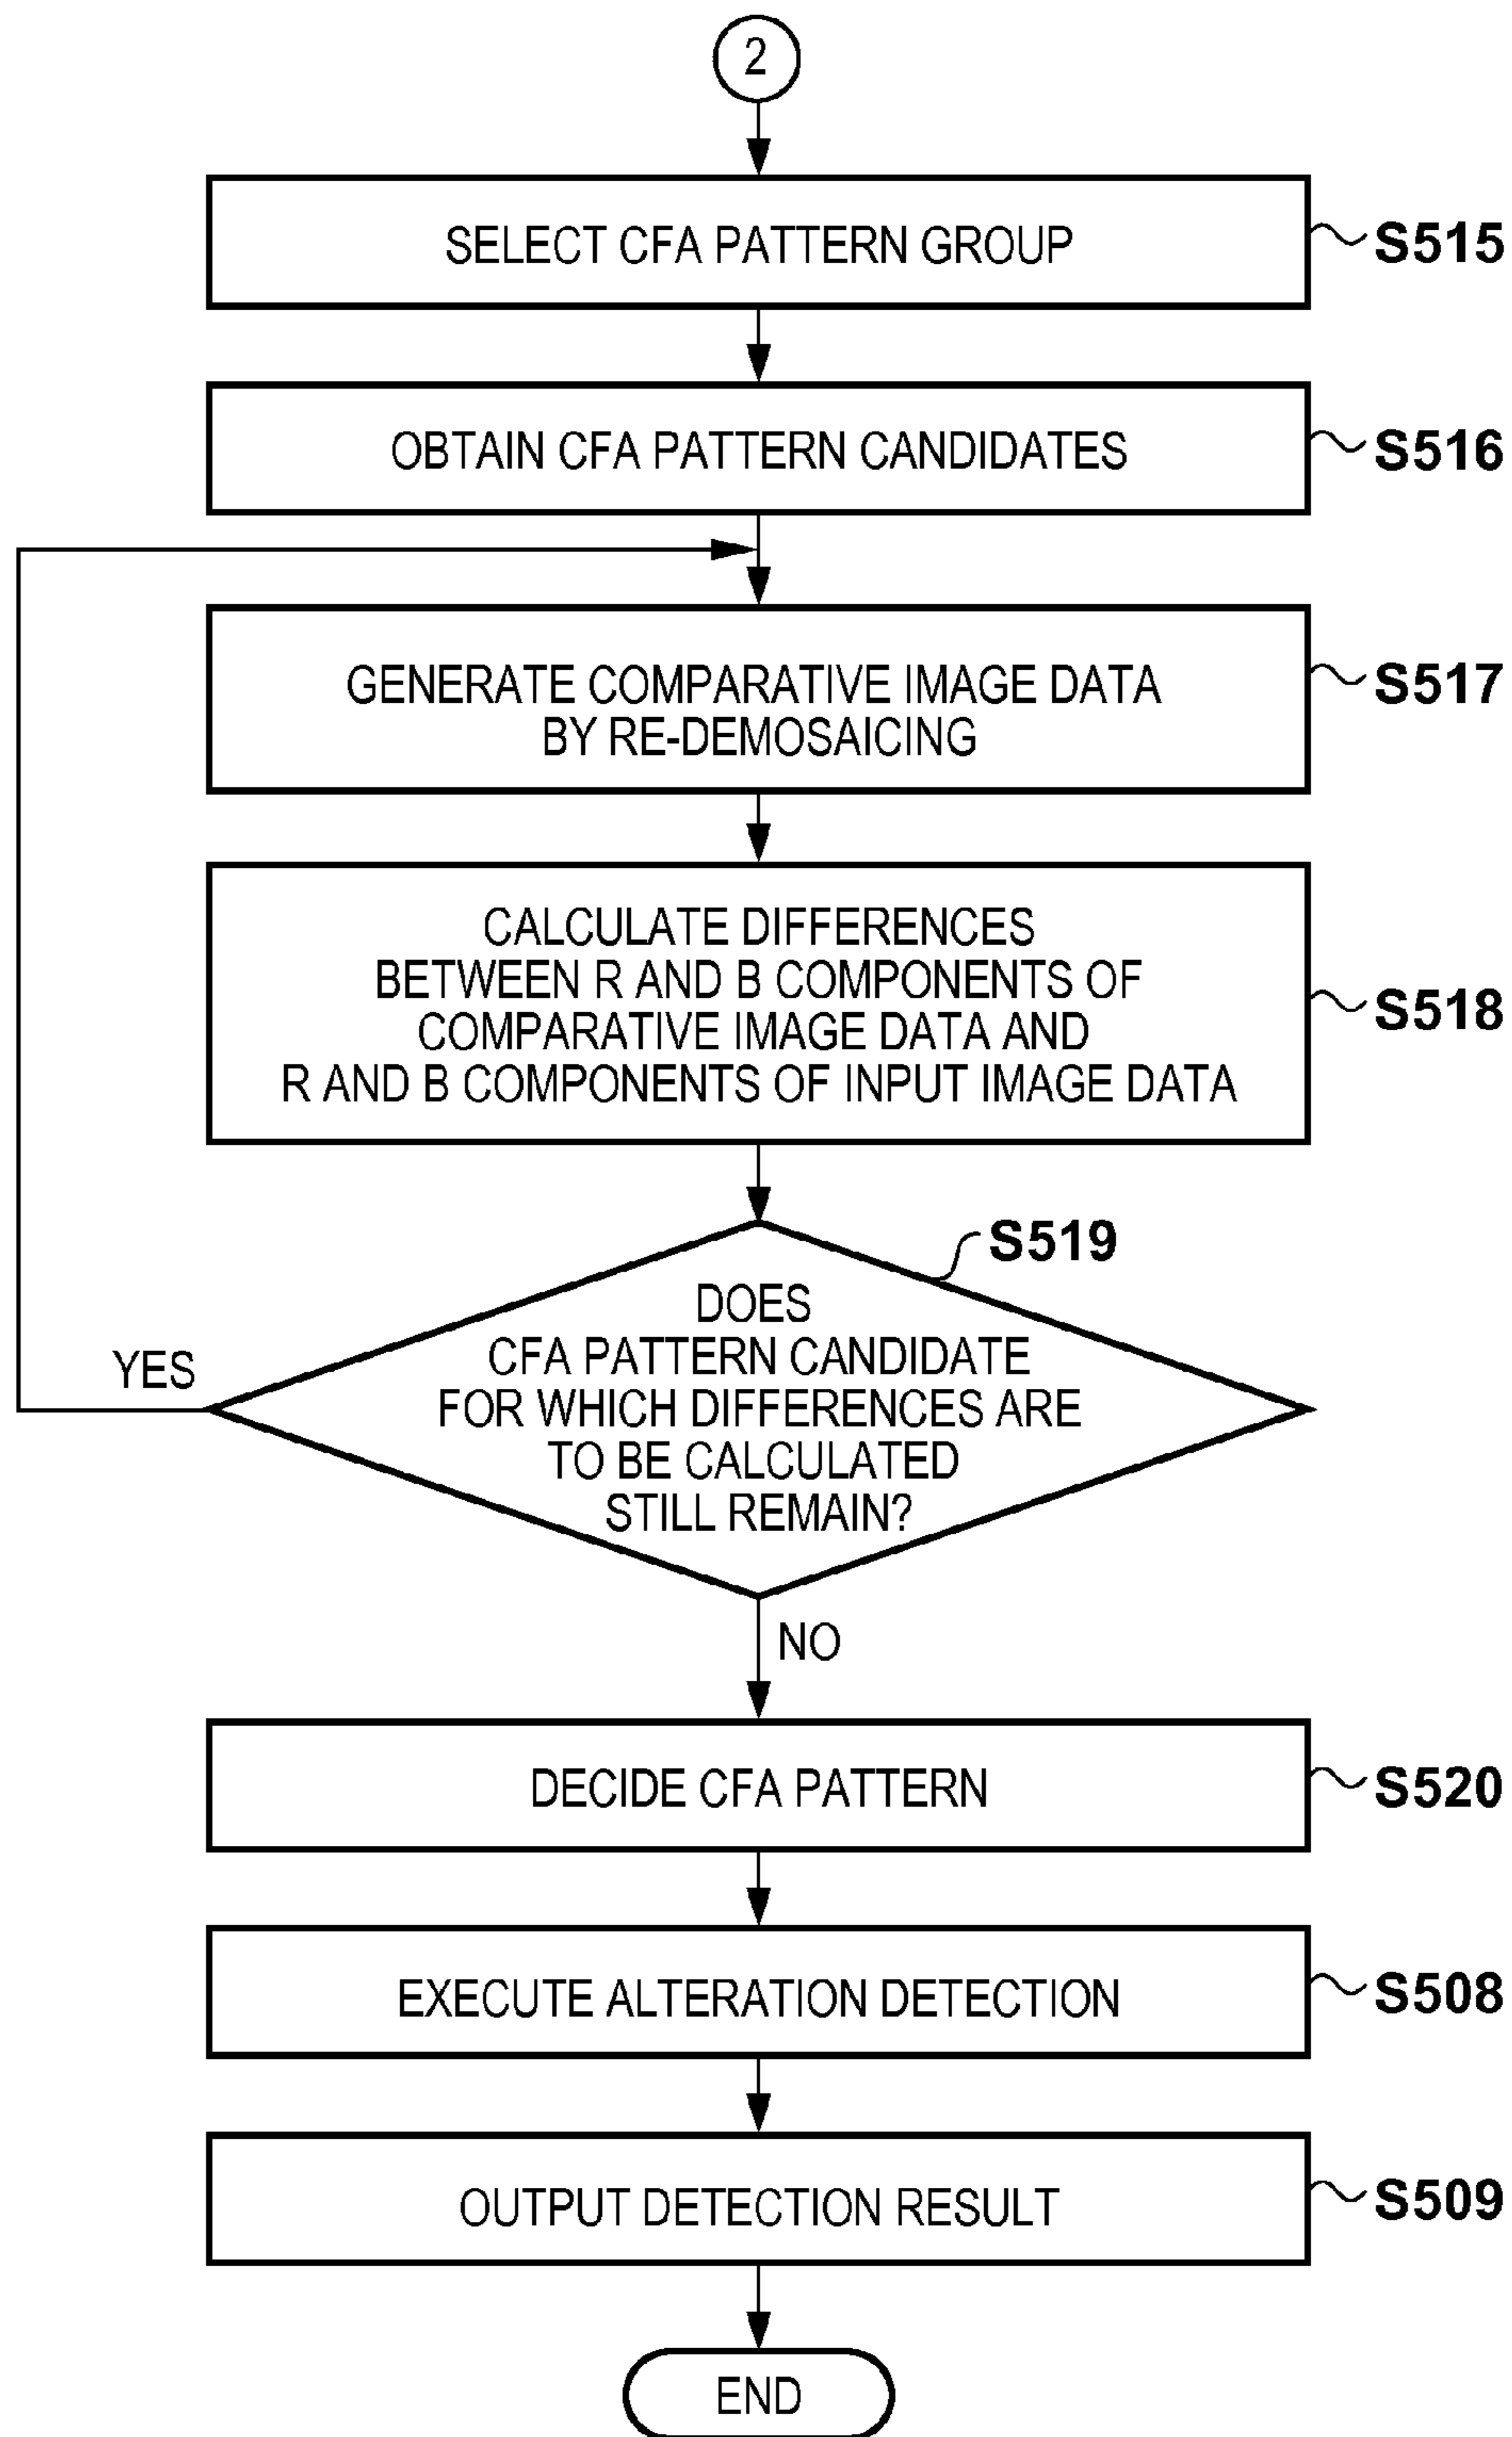 2
SELECT CFA PATTERN GROUP
S515
OBTAIN CFA PATTERN CANDIDATES
S516
GENERATE COMPARATIVE IMAGE DATA
BY RE-DEMOSAICING
S517
CALCULATE DIFFERENCES
BETWEEN R AND B COMPONENTS OF
COMPARATIVE IMAGE DATA AND
R AND B COMPONENTS OF INPUT IMAGE DATA
S518
S519
DOES
CFA PATTERN CANDIDATE
FOR WHICH DIFFERENCES ARE
TO BE CALCULATED
STILL REMAIN?
YES
NO
DECIDE CFA PATTERN
S520
EXECUTE ALTERATION DETECTION
S508
OUTPUT DETECTION RESULT
S509
END